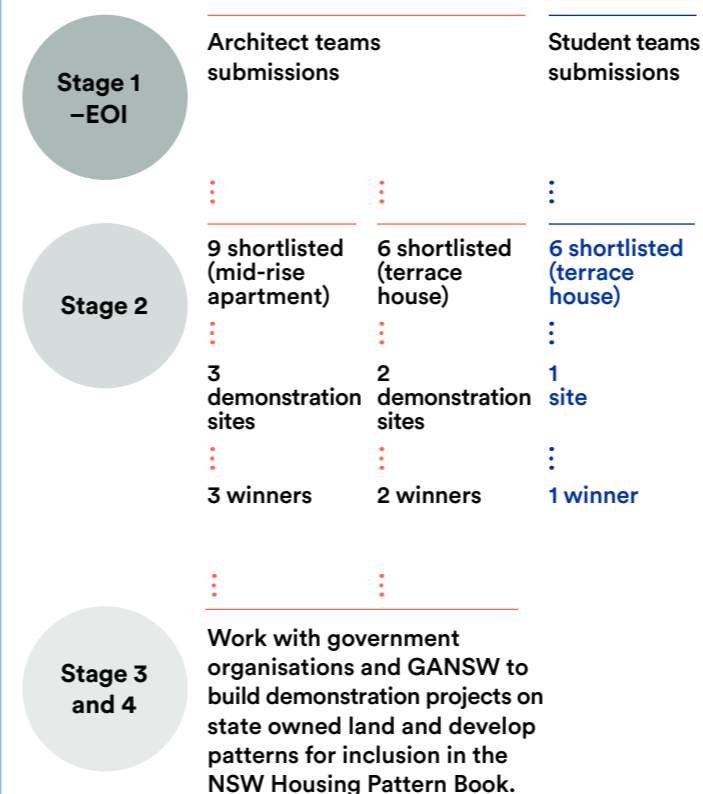 Stage 1
–EOI
Architect teams
submissions
Student teams
submissions
Stage 2
9 shortlisted
(mid-rise
apartment)
6 shortlisted
(terrace
house)
6 shortlisted
(terrace
house)
3
demonstration
sites
2
demonstration
sites
1
site
3 winners
2 winners
1 winner
Stage 3
and 4
Work with government
organisations and GANSW to
build demonstration projects on
state owned land and develop
patterns for inclusion in the
NSW Housing Pattern Book.